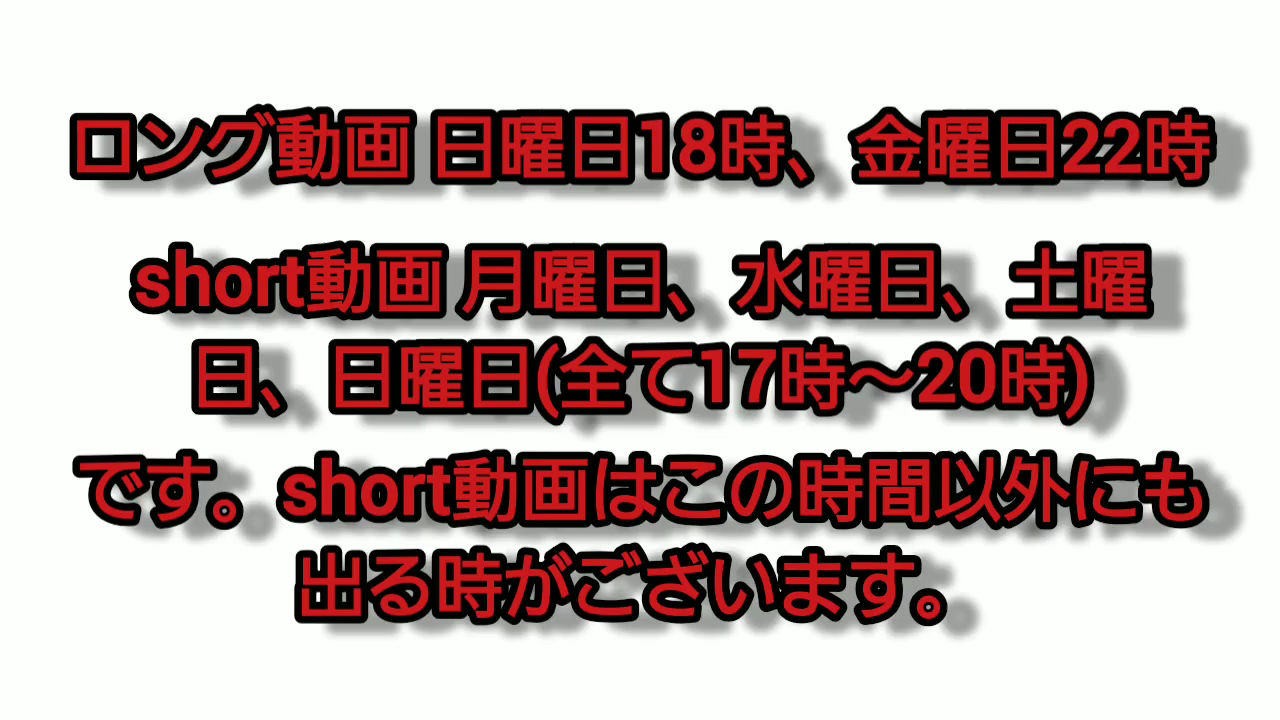 ロング動画 日曜日18時、金曜日22時
short動画 月曜日、水曜日、土曜
日、日曜日(全て17時〜20時)
です。short動画はこの時間以外にも
出る時がございます。